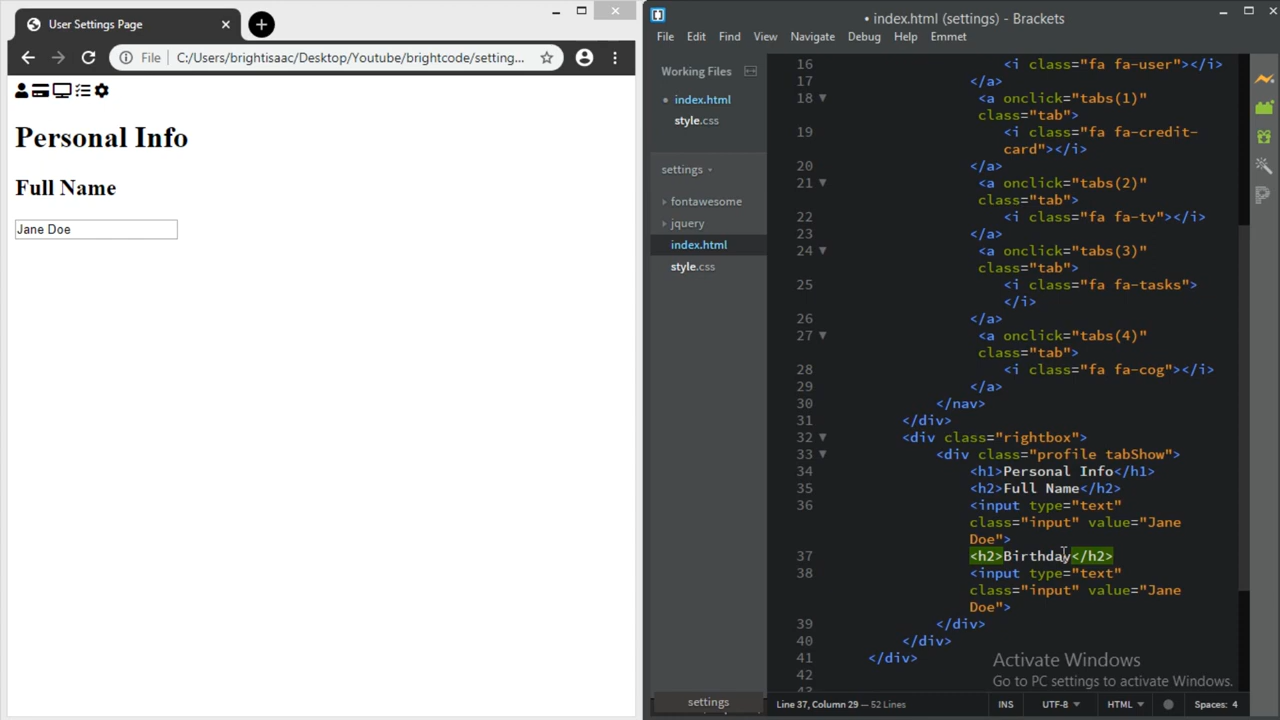 User Settings Page
File C:/Users/brightisaac/Desktop/Youtube/brightcode/setting...
Personal Info
Full Name
Jane Doe
• index.html (settings) - Brackets
File Edit Find View Navigate Debug Help Emmet
Working Files
index.html
style.css
settings
fontawesome
jquery
index.html
style.css
settings
16 <i class="fa fa-user"></i>
17 </a>
18 <a onclick="tabs(1)"
class="tab">
19 <i class="fa fa-credit-
card"></i>
20 </a>
21 <a onclick="tabs(2)"
class="tab">
22 <i class="fa fa-tv"></i>
23 </a>
24 <a onclick="tabs(3)"
class="tab">
25 <i class="fa fa-tasks">
</i>
26 </a>
27 <a onclick="tabs(4)"
class="tab">
28 <i class="fa fa-cog"></i>
29 </a>
30 </nav>
31 </div>
32 <div class="rightbox">
33 <div class="profile tabShow">
34 <h1>Personal Info</h1>
35 <h2>Full Name</h2>
36 <input type="text"
class="input" value="Jane
Doe">
37 <h2>Birthday</h2>
38 <input type="text"
class="input" value="Jane
Doe">
39 </div>
40 </div>
41 </div>
42
Activate Windows
Go to PC settings to activate Windows.
Line 37, Column 29 — 52 Lines
INS UTF-8 HTML Spaces: 4